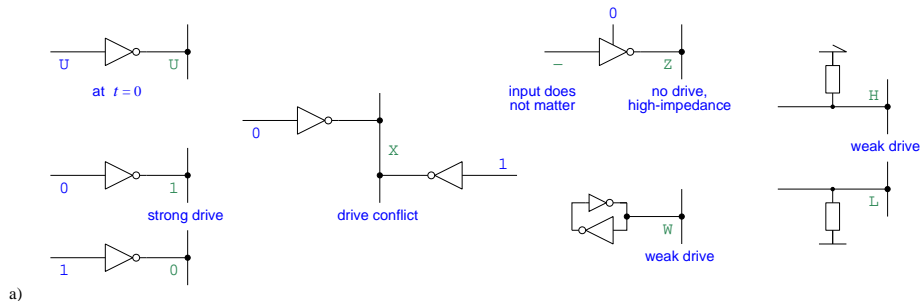 U
U
at t = 0
0
1
strong drive
1
0
0
X
1
drive conflict
0
–
Z
input does
not matter
no drive,
high-impedance
W
weak drive
H
weak drive
L
a)